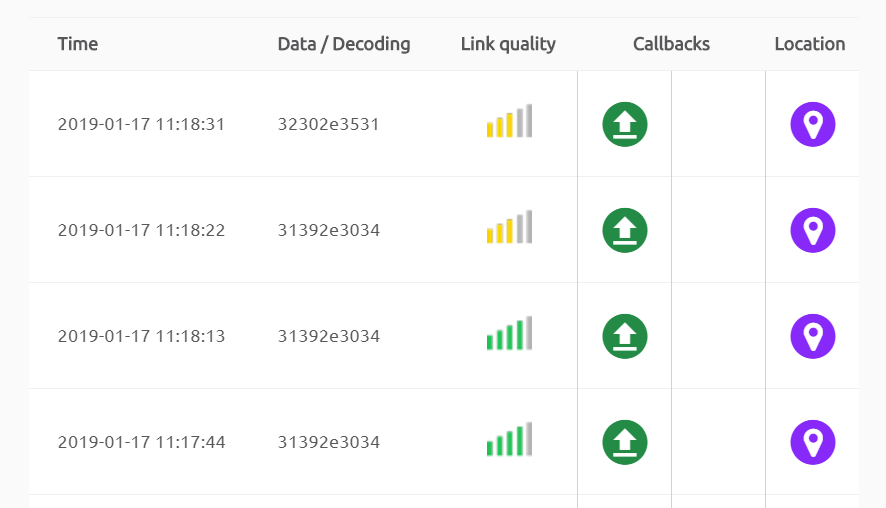 Time Data / Decoding Link quality Callbacks Location
2019-01-17 11:18:31 32302e3531
2019-01-17 11:18:22 31392e3034
2019-01-17 11:18:13 31392e3034
2019-01-17 11:17:44 31392e3034